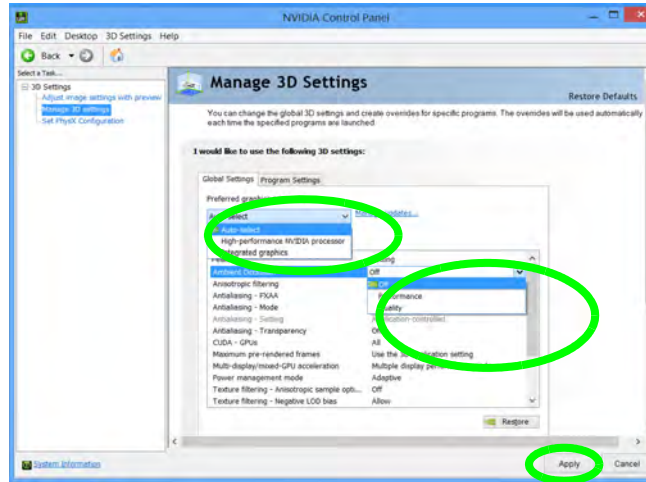 NVIDIA Control Panel
File Edit Desktop 3D Settings Help
Back
Select a Task...
3D Settings
Adjust image settings with preview
Manage 3D settings
Set PhysX Configuration
Manage 3D Settings
Restore Defaults
You can change the global 3D settings and create overrides for specific programs. The overrides will be used automatically
each time the specified programs are launched.
I would like to use the following 3D settings:
Global Settings Program Settings
Preferred
Auto-select
High-performance NVIDIA processor
Integrated graphics
Ambient Off
Anisotropic filtering Off
Antialiasing - FXAA Performance
Antialiasing - Mode
Antialiasing - Setting
Antialiasing - Transparency
CUDA - GPUs All
Maximum pre-rendered frames Use the application setting
Multi-display/mixed-GPU acceleration Multiple display
Power management mode Adaptive
Texture filtering - Anisotropic sample opti... Off
Texture filtering - Negative LOD bias Allow
Restore
System Information
Apply Cancel